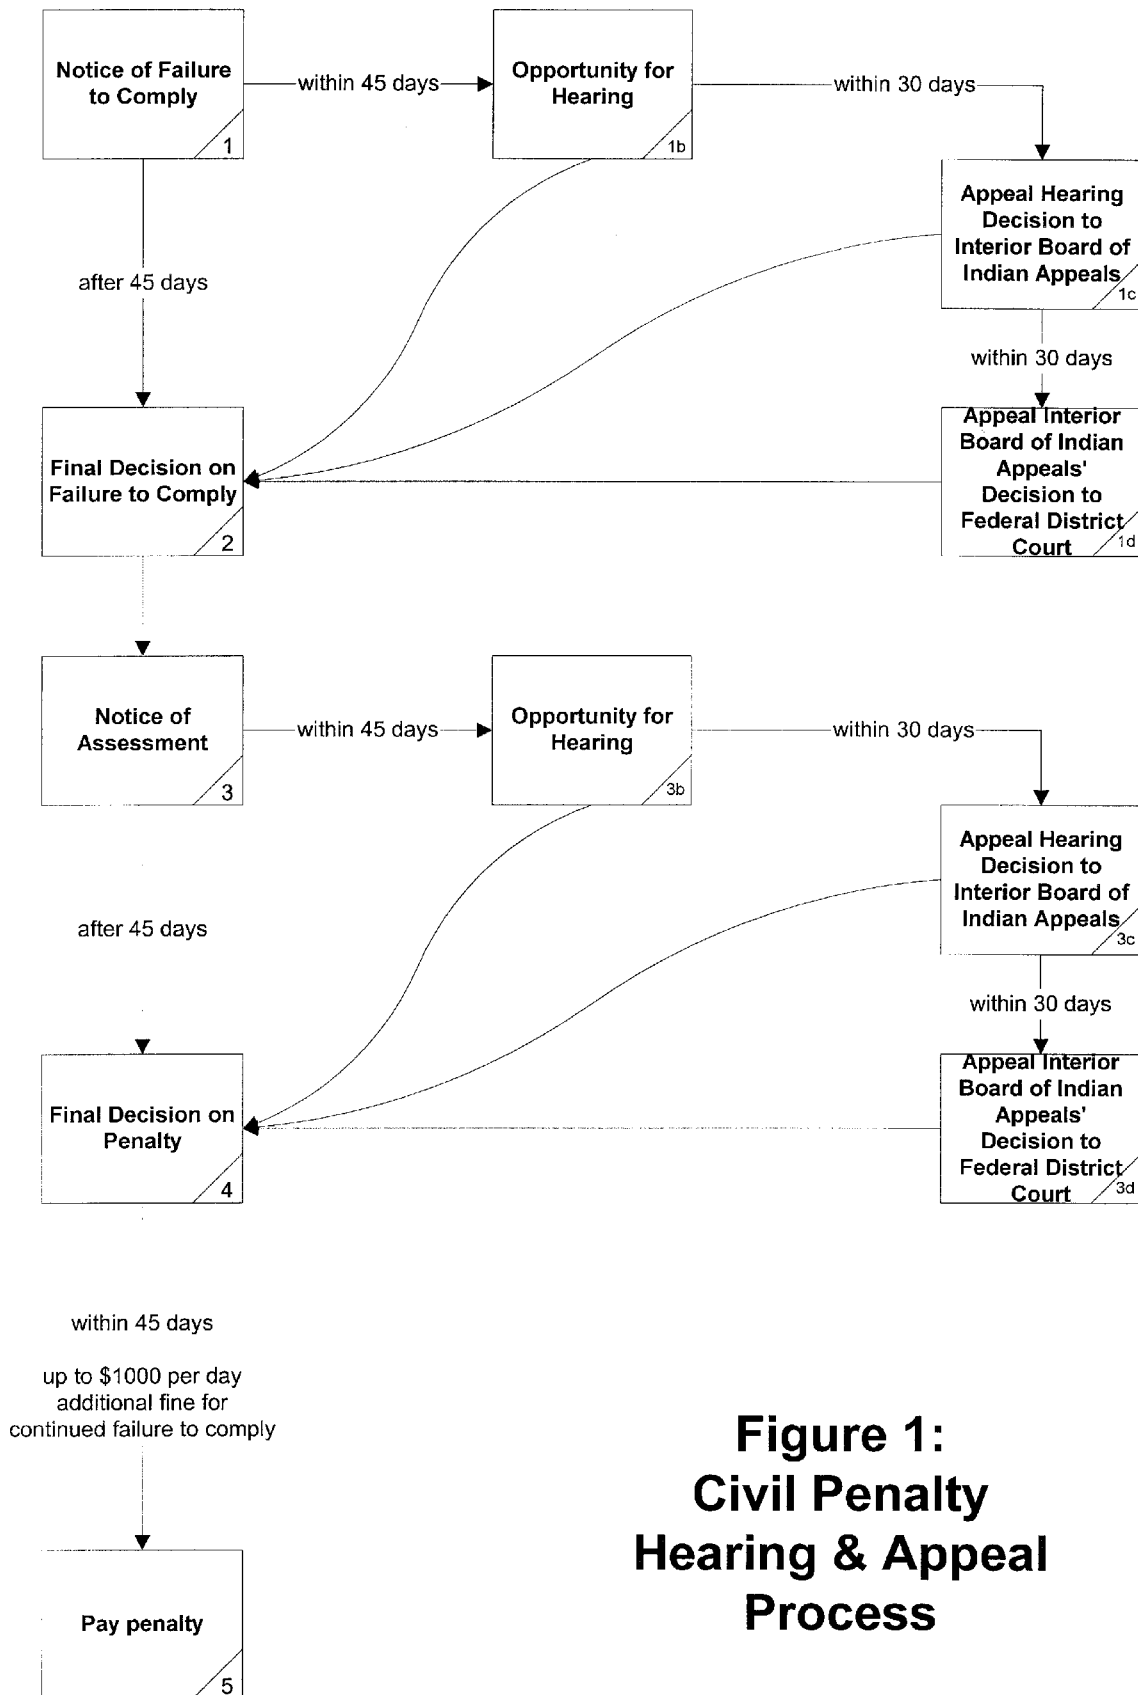 Notice of Failure
to Comply
1
within 45 days
Opportunity for
Hearing
1b
within 30 days
Appeal Hearing
Decision to
Interior Board of
Indian Appeals
1c
after 45 days
within 30 days
Final Decision on
Failure to Comply
2
Appeal Interior
Board of Indian
Appeals'
Decision to
Federal District
Court
1d
Notice of
Assessment
3
within 45 days
Opportunity for
Hearing
3b
within 30 days
Appeal Hearing
Decision to
Interior Board of
Indian Appeals
3c
after 45 days
within 30 days
Final Decision on
Penalty
4
Appeal Interior
Board of Indian
Appeals'
Decision to
Federal District
Court
3d
within 45 days
up to $1000 per day
additional fine for
continued failure to comply
Pay penalty
5
Figure 1:
Civil Penalty
Hearing & Appeal
Process